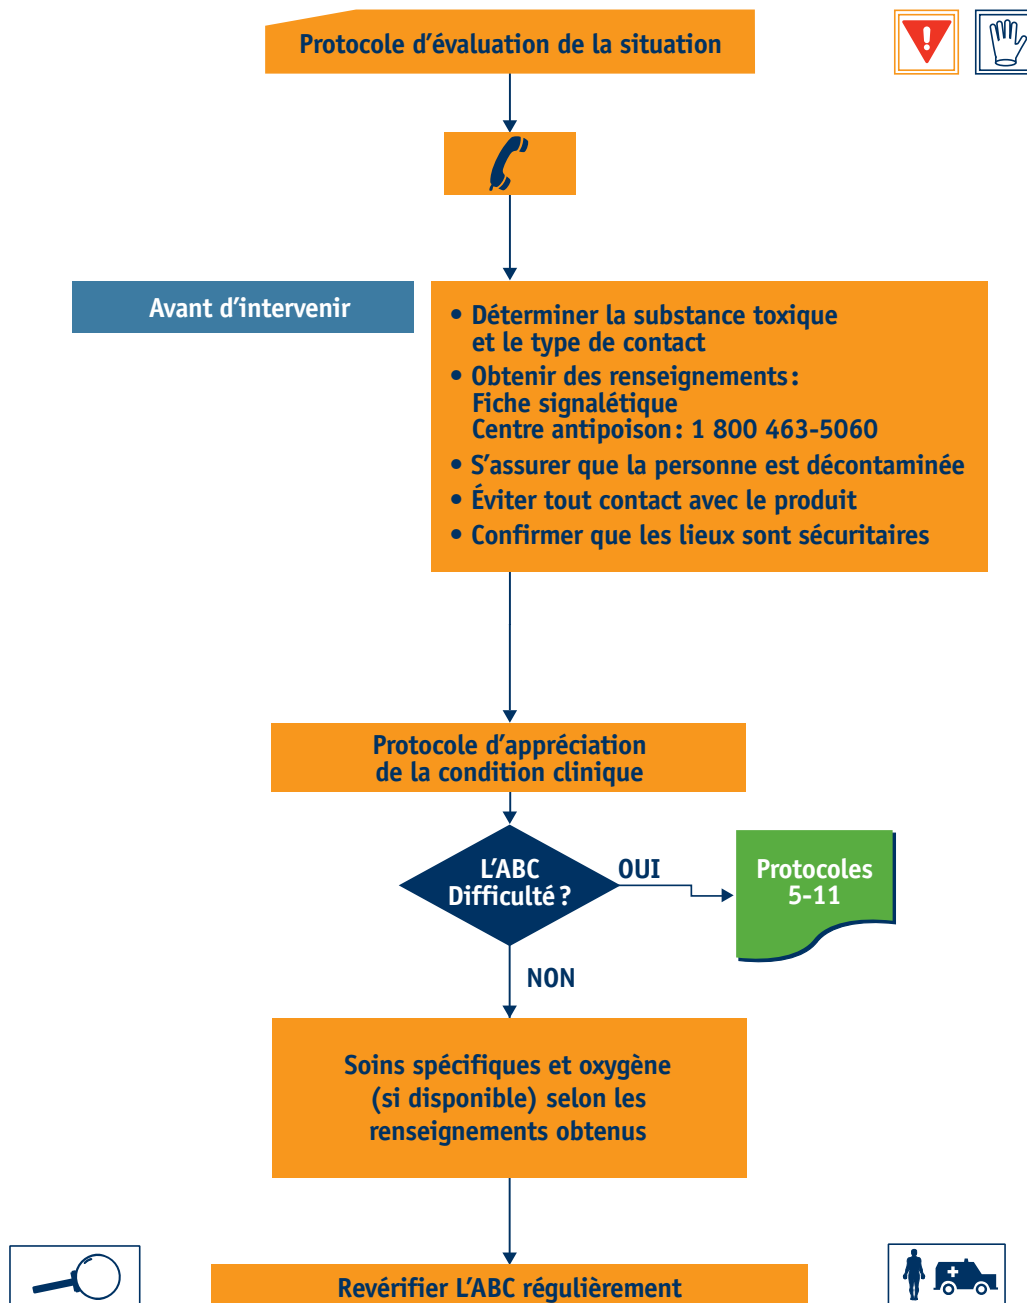 Protocole d’évaluation de la situation
Avant d’intervenir
• Déterminer la substance toxique
et le type de contact
• Obtenir des renseignements :
Fiche signalétique
Centre antipoison : 1 800 463-5060
• S’assurer que la personne est décontaminée
• Éviter tout contact avec le produit
• Confirmer que les lieux sont sécuritaires
Protocole d’appréciation
de la condition clinique
L’ABC
Difficulté ?
OUI
Protocoles
5-11
NON
Soins spécifiques et oxygène
(si disponible) selon les
renseignements obtenus
Revérifier L’ABC régulièrement